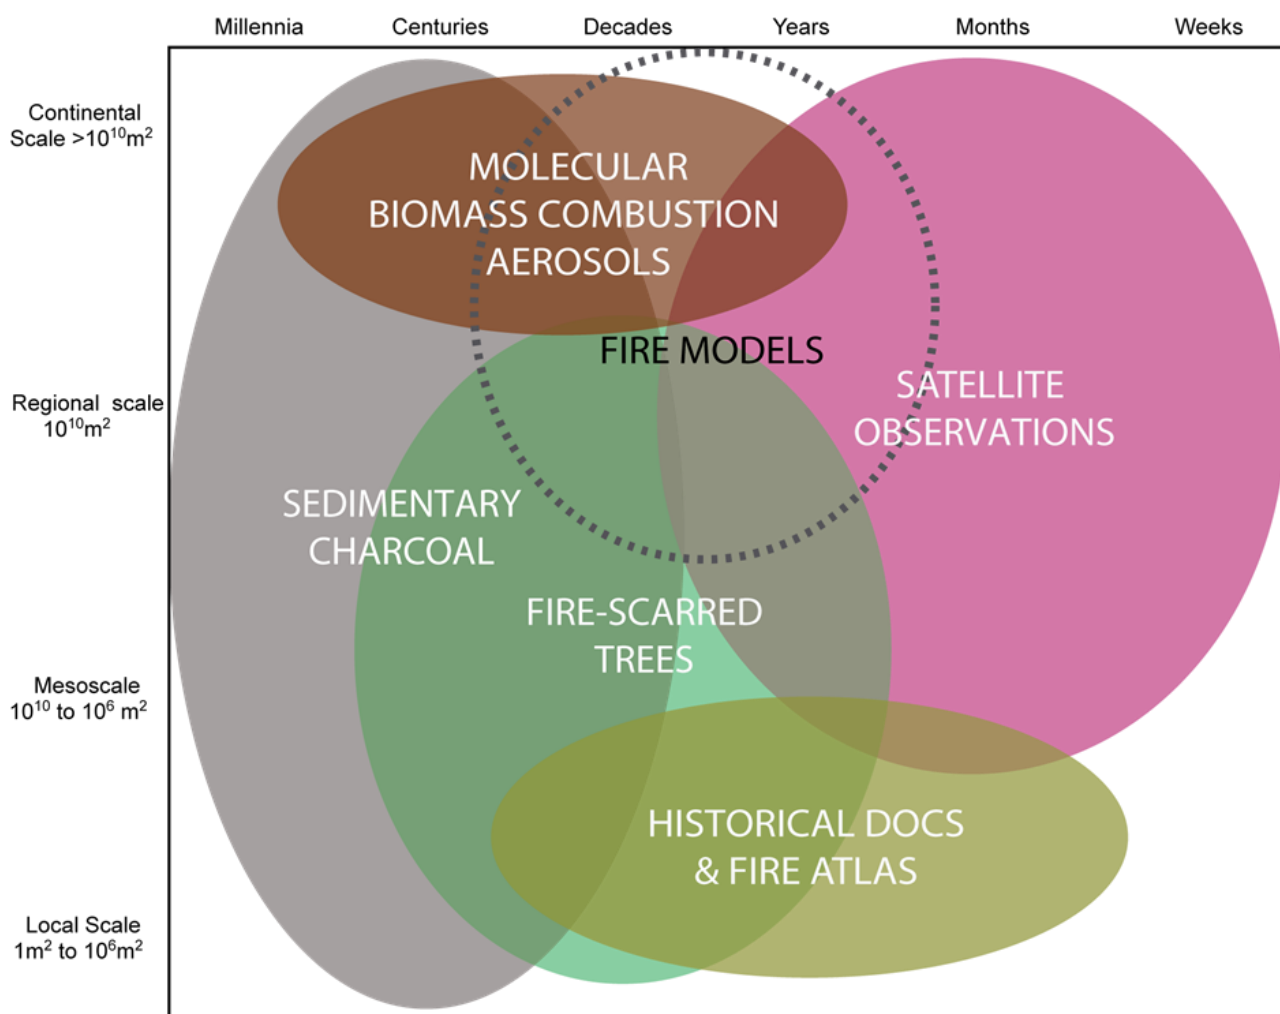 Millennia Centuries Decades Years Months Weeks
Continental
Scale >10¹⁰m²
MOLECULAR
BIOMASS COMBUSTION
AEROSOLS
FIRE MODELS
SATELLITE
OBSERVATIONS
Regional scale
10¹⁰m²
SEDIMENTARY
CHARCOAL
FIRE-SCARRED
TREES
Mesoscale
10¹⁰ to 10⁶ m²
HISTORICAL DOCS
& FIRE ATLAS
Local Scale
1m² to 10⁶m²